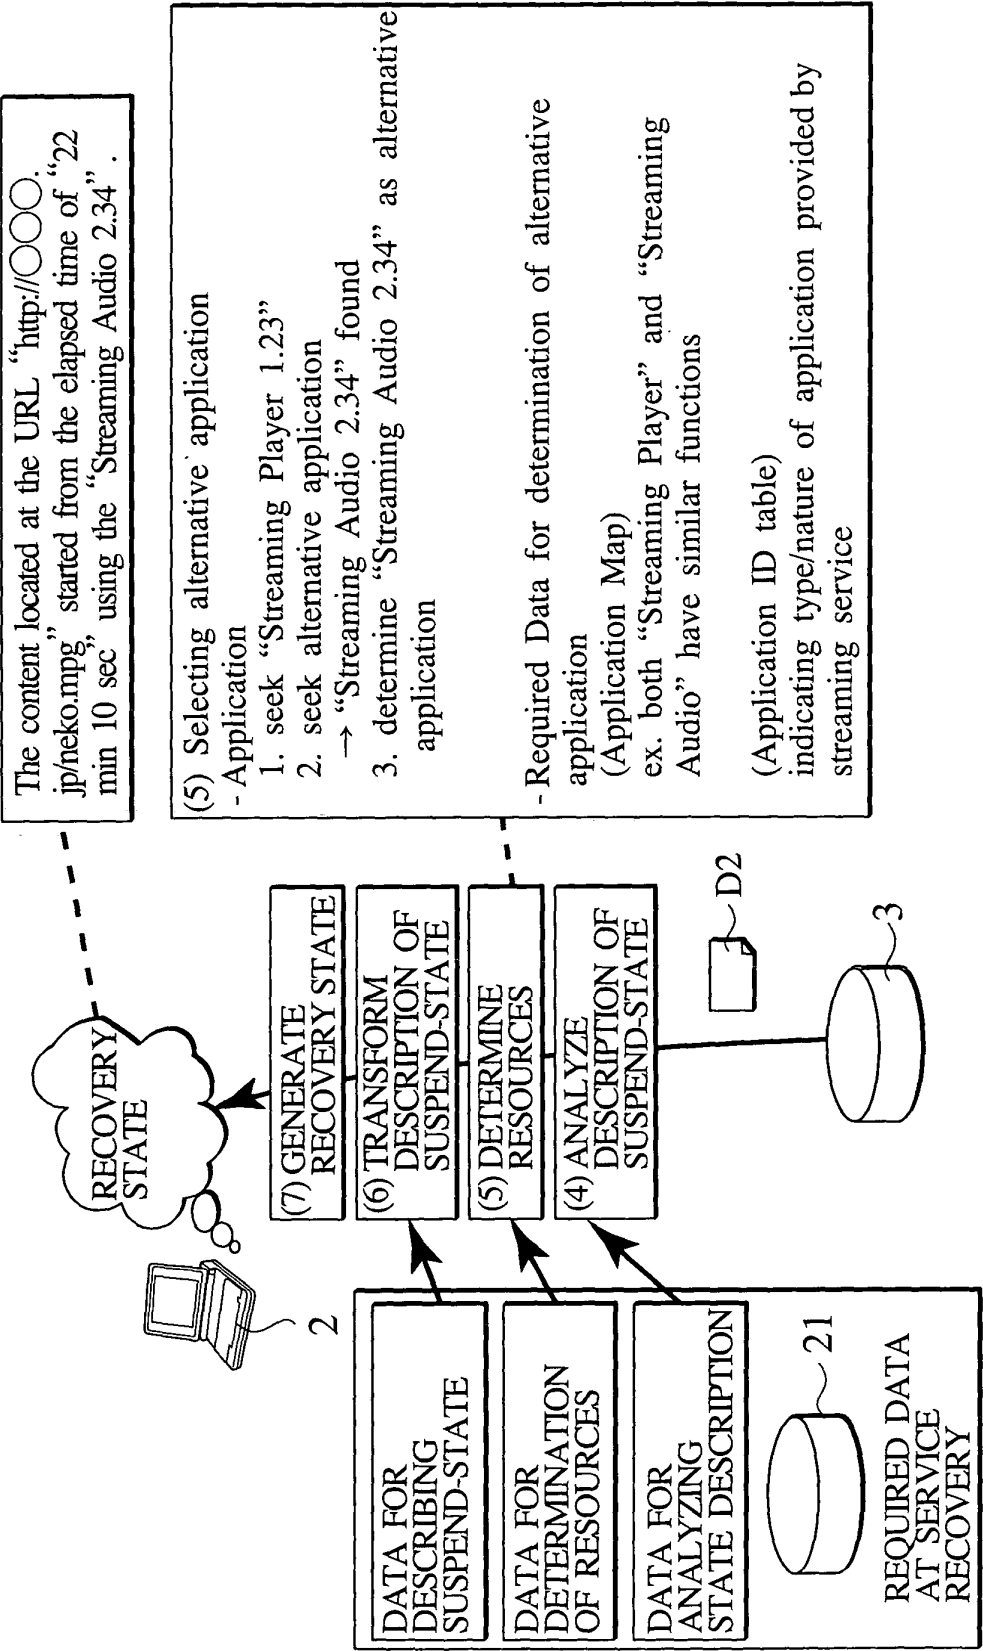 The content located at the URL “http://○○○.
jp/neko.mpg” started from the elapsed time of “22
min 10 sec” using the “Streaming Audio 2.34”.
RECOVERY
STATE
2
(7) GENERATE
RECOVERY STATE
(6) TRANSFORM
DESCRIPTION OF
SUSPEND-STATE
(5) DETERMINE
RESOURCES
(4) ANALYZE
DESCRIPTION OF
SUSPEND-STATE
D2
3
(5) Selecting alternative application
- Application
1. seek “Streaming Player 1.23”
2. seek alternative application
→ “Streaming Audio 2.34” found
3. determine “Streaming Audio 2.34” as alternative
application
- Required Data for determination of alternative
application
(Application Map)
ex. both “Streaming Player” and “Streaming
Audio” have similar functions
(Application ID table)
indicating type/nature of application provided by
streaming service
DATA FOR
DESCRIBING
SUSPEND-STATE
DATA FOR
DETERMINATION
OF RESOURCES
DATA FOR
ANALYZING
STATE DESCRIPTION
21
REQUIRED DATA
AT SERVICE
RECOVERY